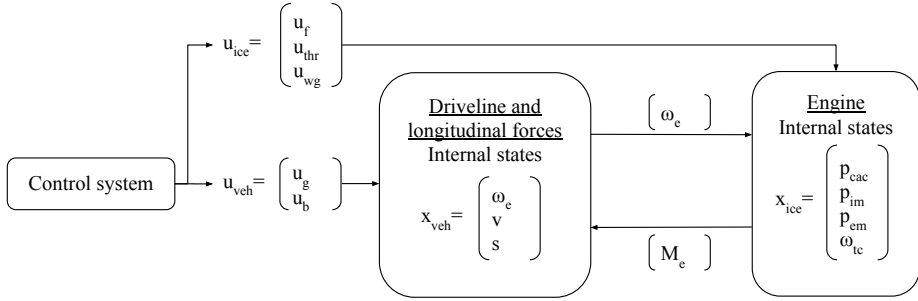 Control system
u_ice=
u_f
u_thr
u_wg
u_veh=
u_g
u_b
Driveline and
longitudinal forces
Internal states
x_veh=
ω_e
v
s
ω_e
M_e
Engine
Internal states
x_ice=
p_cac
p_im
p_em
ω_tc